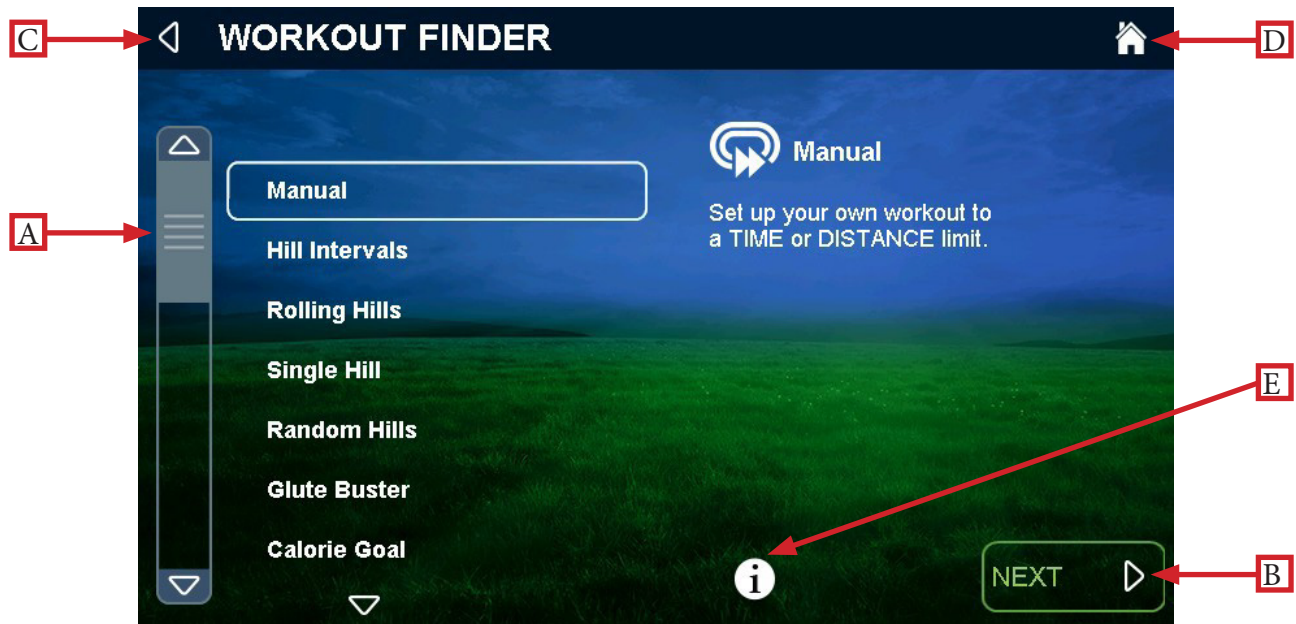 C
WORKOUT FINDER
D
Manual
Manual
Set up your own workout to
a TIME or DISTANCE limit.
A
Hill Intervals
Rolling Hills
Single Hill
E
Random Hills
Glute Buster
Calorie Goal
i
NEXT
B